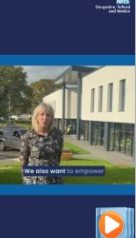 NHS
Shropshire, Telford
and Wrekin
We also want to empower